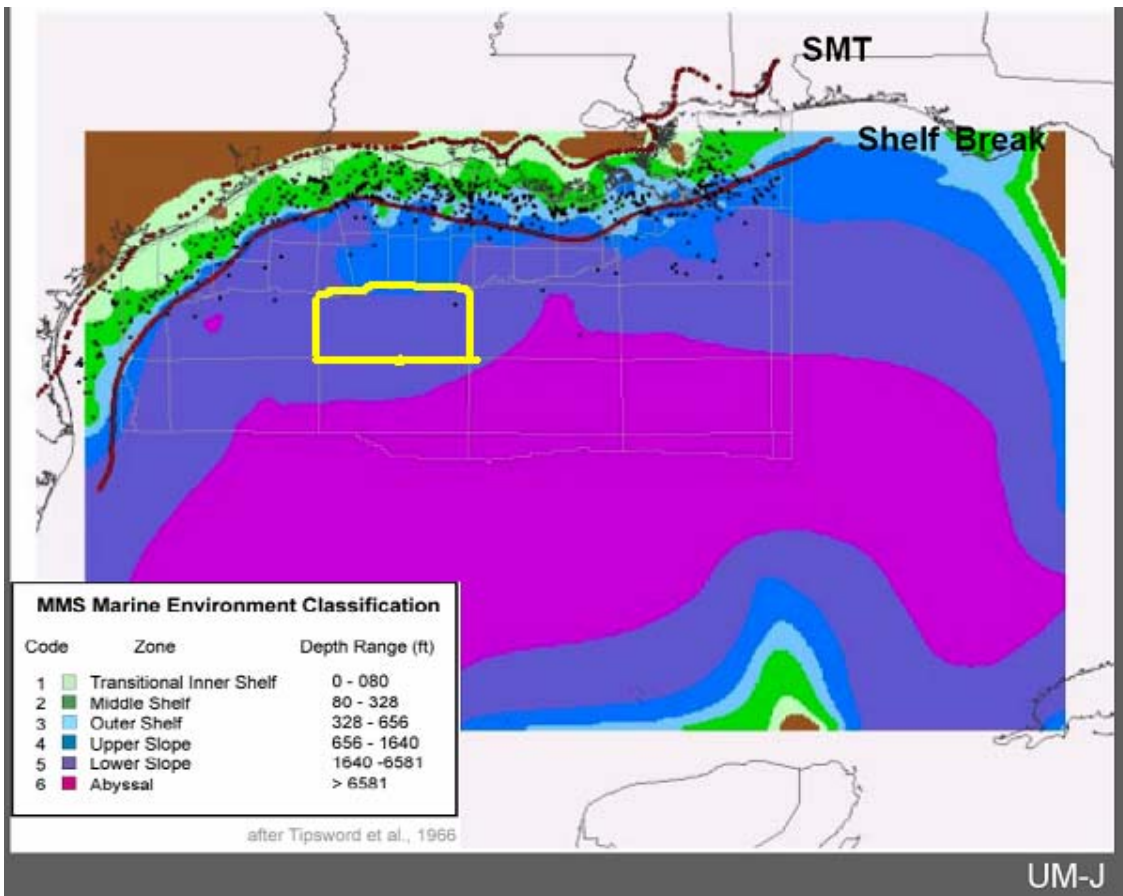 SMT
Shelf Break
MMS Marine Environment Classification
Code Zone Depth Range (ft)
1 Transitional Inner Shelf 0 - 080
2 Middle Shelf 80 - 328
3 Outer Shelf 328 - 656
4 Upper Slope 656 - 1640
5 Lower Slope 1640 -6581
6 Abyssal > 6581
after Tipsword et al., 1966
UM-J